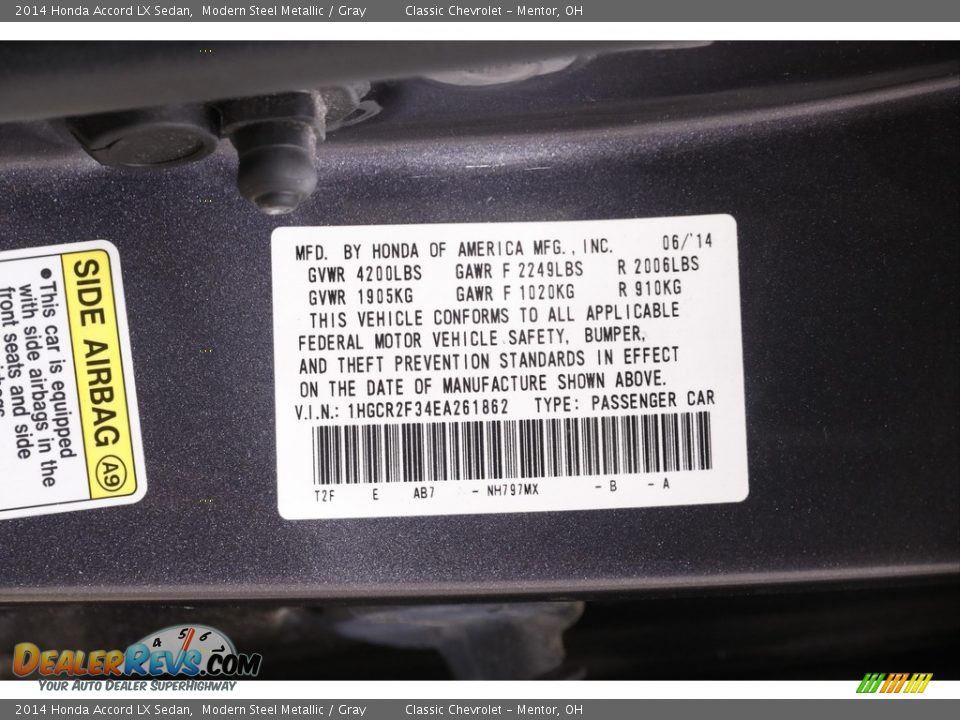 2014 Honda Accord LX Sedan, Modern Steel Metallic / Gray Classic Chevrolet - Mentor, OH
SIDE AIRBAG A9
●This car is equipped
with side airbags in the
front seats and side
MFD. BY HONDA OF AMERICA MFG., INC. 06/'14
GVWR 4200LBS GAWR F 2249LBS R 2006LBS
GVWR 1905KG GAWR F 1020KG R 910KG
THIS VEHICLE CONFORMS TO ALL APPLICABLE
FEDERAL MOTOR VEHICLE SAFETY, BUMPER,
AND THEFT PREVENTION STANDARDS IN EFFECT
ON THE DATE OF MANUFACTURE SHOWN ABOVE.
V.I.N.: 1HGCR2F34EA261862 TYPE: PASSENGER CAR
T2F E AB7 - NH797MX - B - A
4 5 6 7
DEALERREVS.COM
YOUR AUTO DEALER SUPERHIGHWAY
2014 Honda Accord LX Sedan, Modern Steel Metallic / Gray Classic Chevrolet - Mentor, OH